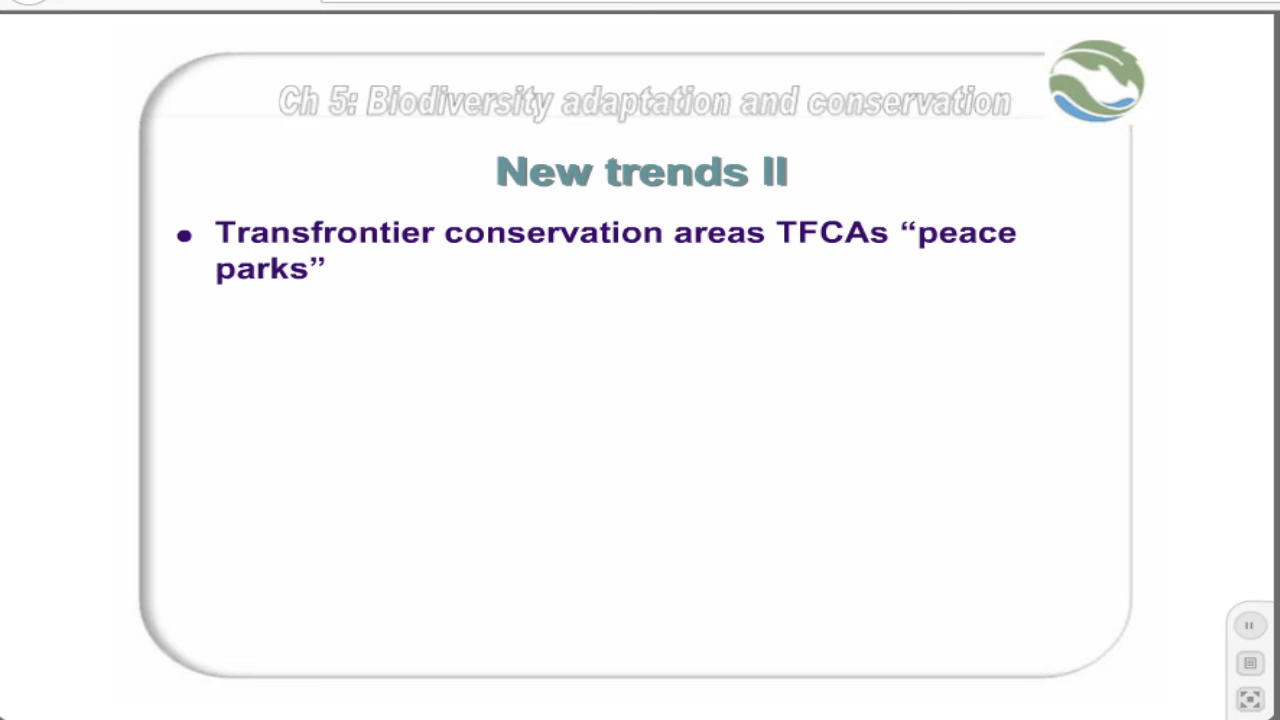 Ch 5: Biodiversity adaptation and conservation
New trends II
• Transfrontier conservation areas TFCAs “peace
parks”